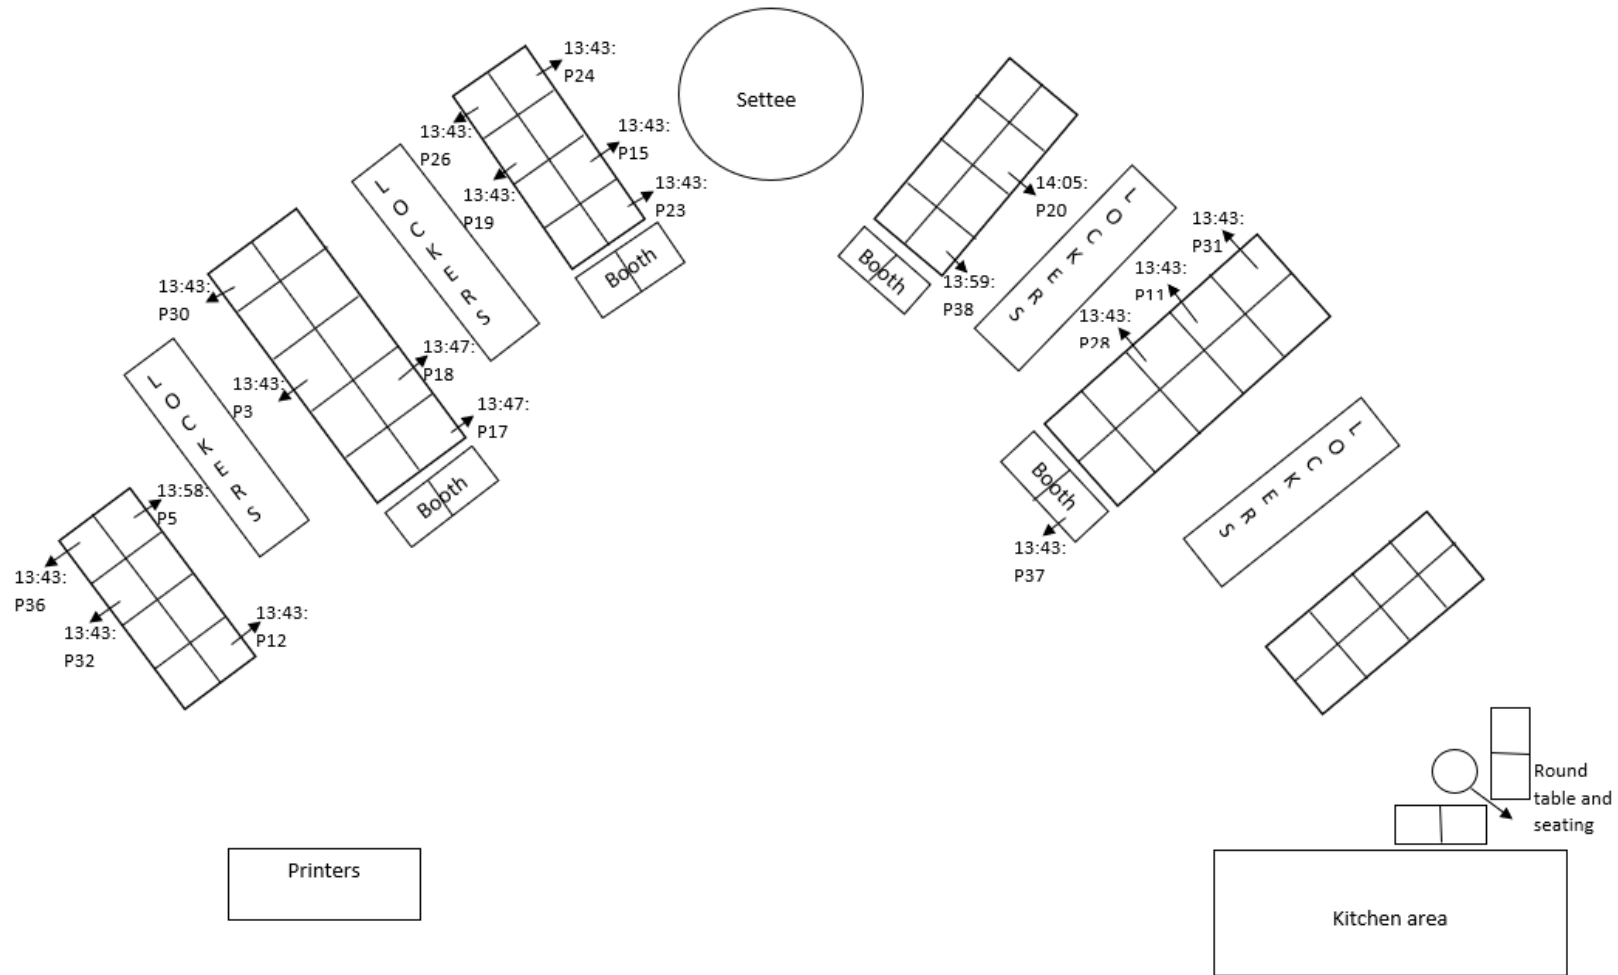 13:43:
P24
13:43:
P26
13:43:
P15
13:43:
P19
13:43:
P23
Settee
Booth
LOCKERS
13:43:
P30
13:43:
P3
13:47:
P18
13:47:
P17
Booth
LOCKERS
13:58:
P5
13:43:
P36
13:43:
P32
13:43:
P12
14:05:
P20
13:59:
P38
Booth
LOCKERS
13:43:
P31
13:43:
P11
13:43:
P28
Booth
13:43:
P37
LOCKERS
Round
table and
seating
Printers
Kitchen area